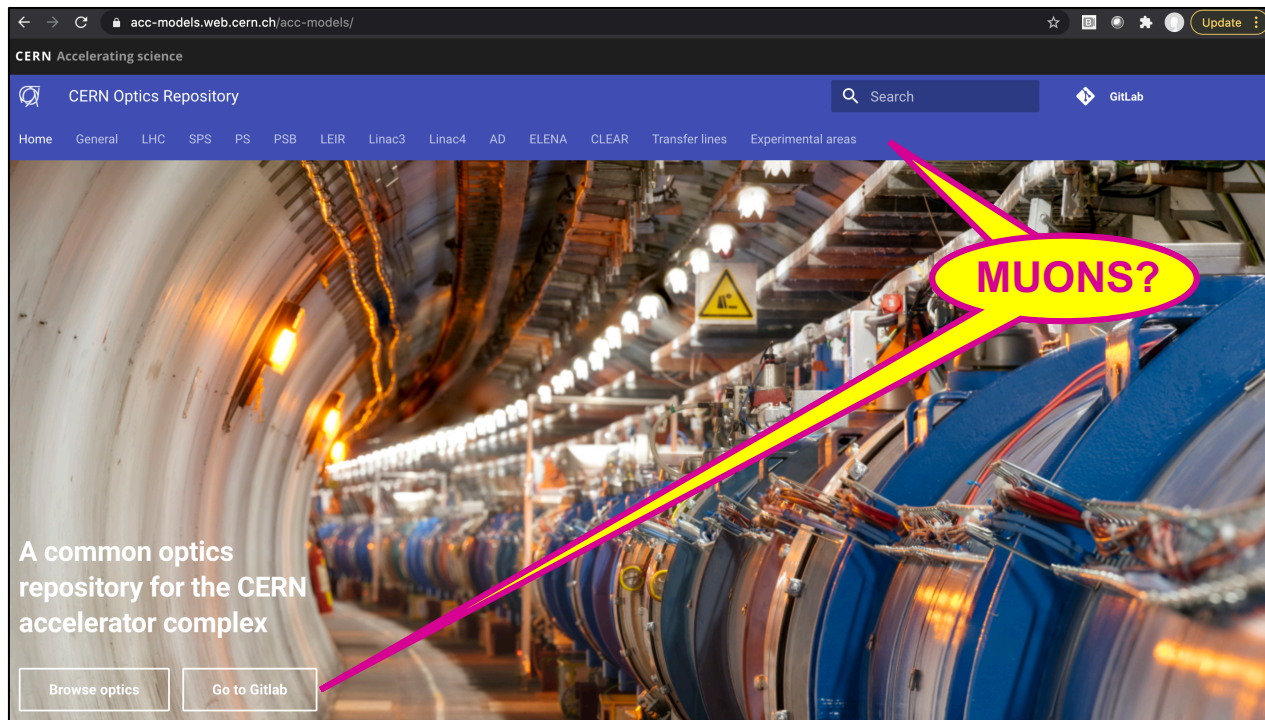 acc-models.web.cern.ch/acc-models/
Update
CERN Accelerating science
CERN Optics Repository
Search
GitLab
Home General LHC SPS PS PSB LEIR Linac3 Linac4 AD ELENA CLEAR Transfer lines Experimental areas
MUONS?
A common optics
repository for the CERN
accelerator complex
Browse optics Go to Gitlab